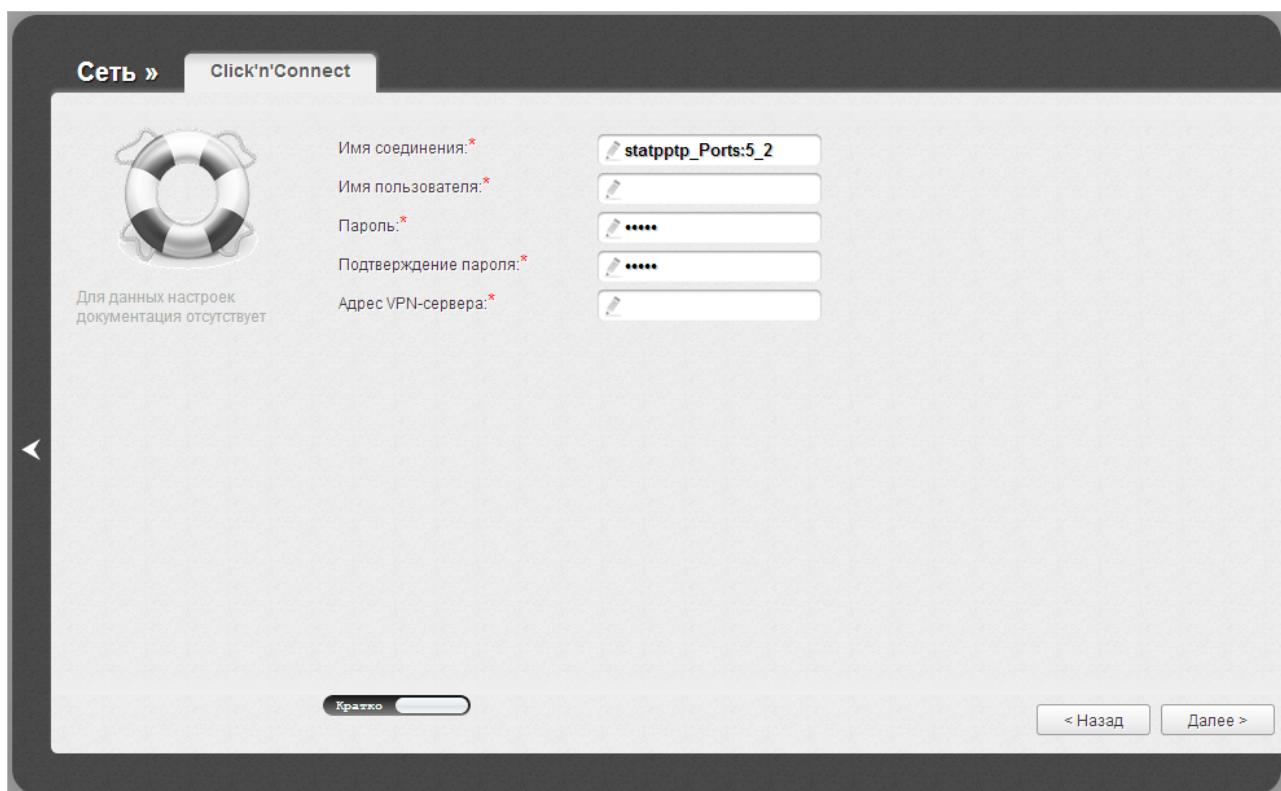 Сеть » Click'n'Connect
Имя соединения:* statpptp_Ports:5_2
Имя пользователя:*
Пароль:* •••••
Подтверждение пароля:* •••••
Адрес VPN-сервера:*
Для данных настроек
документация отсутствует
Кратко
< Назад Далее >